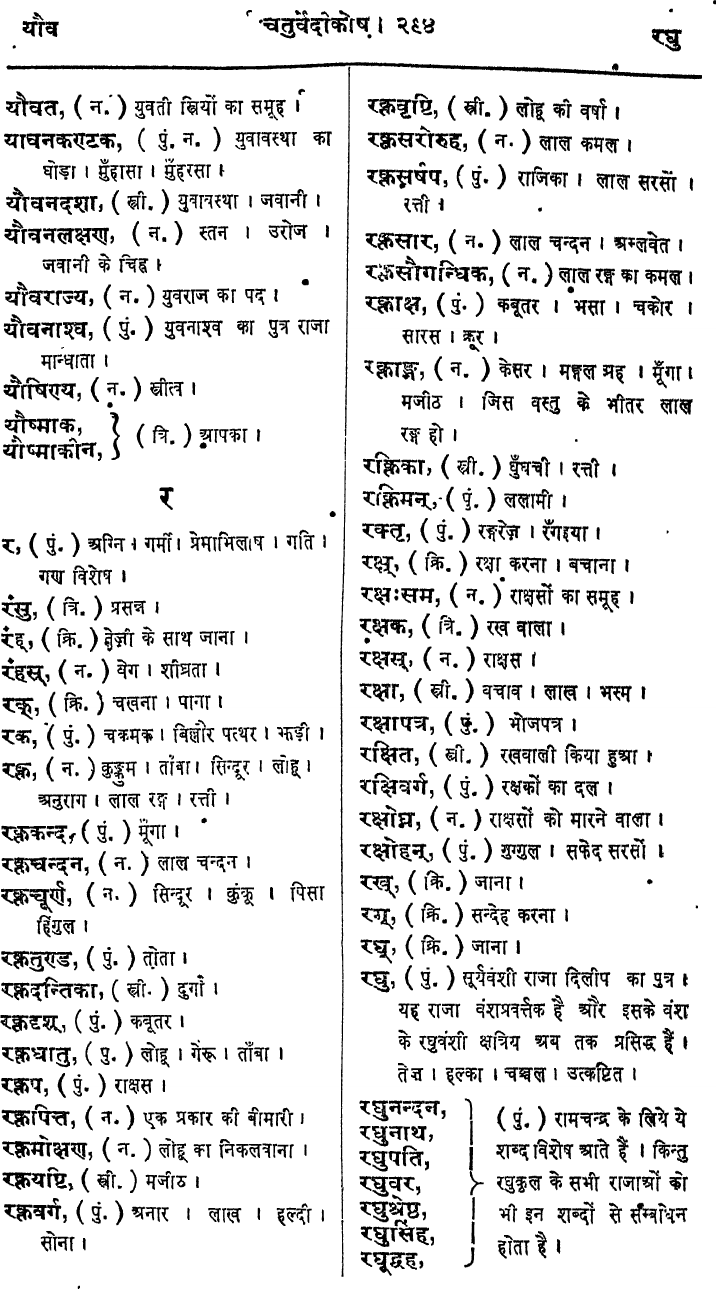 यौव
चतुर्वेदीकोष। २९४
रघु
यौवत, ( न. ) युवती स्त्रियों का समूह ।
यावनकण्टक, ( पुं. न. ) युवावस्था का
घोड़ा । मुँहासा । मुँहरसा ।
यौवनदशा, ( स्त्री. ) युवावस्था । जवानी ।
यौवनलक्षण, ( न. ) स्तन । उरोज ।
जवानी के चिह्न ।
यौवराज्य, ( न. ) युवराज का पद ।
यौवनाश्व, ( पुं. ) युवनाश्व का पुत्र राजा
मान्धाता ।
यौषिण्य, ( न. ) स्त्रीत्व ।
यौष्माक,
यौष्माकीन, } ( त्रि. ) आपका ।
र
र, ( पुं. ) अग्नि । गर्मी । प्रेमाभिलाष । गति ।
गण विशेष ।
रंसु, ( त्रि. ) प्रसन्न ।
रंह्, ( क्रि. ) तेज़ी के साथ जाना ।
रंहस्, ( न. ) वेग । शीघ्रता ।
रक्, ( क्रि. ) चखना । पाना ।
रक, ( पुं. ) चकमक । बिल्लौर पत्थर । झड़ी ।
रक्त, ( न. ) कुङ्कुम । ताँबा । सिन्दूर । लोहू ।
अनुराग । लाल रङ्ग । रत्ती ।
रक्तकन्द, ( पुं. ) मूँगा ।
रक्तचन्दन, ( न. ) लाल चन्दन ।
रक्तचूर्ण, ( न. ) सिन्दूर । कुंकू । पिसा
हिंगुल ।
रक्ततुण्ड, ( पुं. ) तोता ।
रक्तदन्तिका, ( स्त्री. ) दुर्गा ।
रक्तदृश्, ( पुं. ) कबूतर ।
रक्तधातु, ( पु. ) लोहू । गेरू । ताँबा ।
रक्तप, ( पुं. ) राक्षस ।
रक्तपित्त, ( न. ) एक प्रकार की बीमारी ।
रक्तमोक्षण, ( न. ) लोहू का निकलवाना ।
रक्तयष्टि, ( स्त्री. ) मजीठ ।
रक्तवर्ग, ( पुं. ) अनार । लाख । हल्दी ।
सोना ।
रक्तवृष्टि, ( स्त्री. ) लोहू की वर्षा ।
रक्तसरोरुह, ( न. ) लाल कमल ।
रक्तसर्षप, ( पुं. ) राजिका । लाल सरसों ।
रत्ती ।
रक्तसार, ( न. ) लाल चन्दन । अम्लवेत ।
रक्तसौगन्धिक, ( न. ) लाल रङ्ग का कमल ।
रक्ताक्ष, ( पुं. ) कबूतर । भसा । चकोर ।
सारस । क्रूर ।
रक्ताङ्ग, ( न. ) केसर । मङ्गल ग्रह । मूँगा ।
मजीठ । जिस वस्तु के भीतर लाल
रङ्ग हो ।
रक्तिका, ( स्त्री. ) घुँघची । रत्ती ।
रक्तिमन्, ( पुं. ) ललामी ।
रक्तृ, ( पुं. ) रङ्गरेज़ । रँगइया ।
रक्ष्, ( क्रि. ) रक्षा करना । बचाना ।
रक्षःसम, ( न. ) राक्षसों का समूह ।
रक्षक, ( त्रि. ) रख वाला ।
रक्षस्, ( न. ) राक्षस ।
रक्षा, ( स्त्री. ) बचाव । लाख । भस्म ।
रक्षापत्र, ( पुं. ) भोजपत्र ।
रक्षित, ( स्त्री. ) रखवाली किया हुआ ।
रक्षिवर्ग, ( पुं. ) रक्षकों का दल ।
रक्षोघ्न, ( न. ) राक्षसों को मारने वाला ।
रक्षोहन्, ( पुं. ) गुग्गुल । सफेद सरसों ।
रख्, ( क्रि. ) जाना ।
रग्, ( क्रि. ) सन्देह करना ।
रघ्, ( क्रि. ) जाना ।
रघु, ( पुं. ) सूर्यवंशी राजा दिलीप का पुत्र ।
यह राजा वंशप्रवर्त्तक है और इसके वंश
के रघुवंशी क्षत्रिय अब तक प्रसिद्ध हैं ।
तेज़ । हल्का । चञ्चल । उत्कण्ठित ।
रघुनन्दन, ( पुं. ) रामचन्द्र के लिये ये
रघुनाथ,
रघुपति, शब्द विशेष आते हैं । किन्तु
रघुवर, रघुकुल के सभी राजाओं को
रघुश्रेष्ठ, भी इन शब्दों से सम्बोधन
रघुसिंह,
रघूद्वह, होता है ।